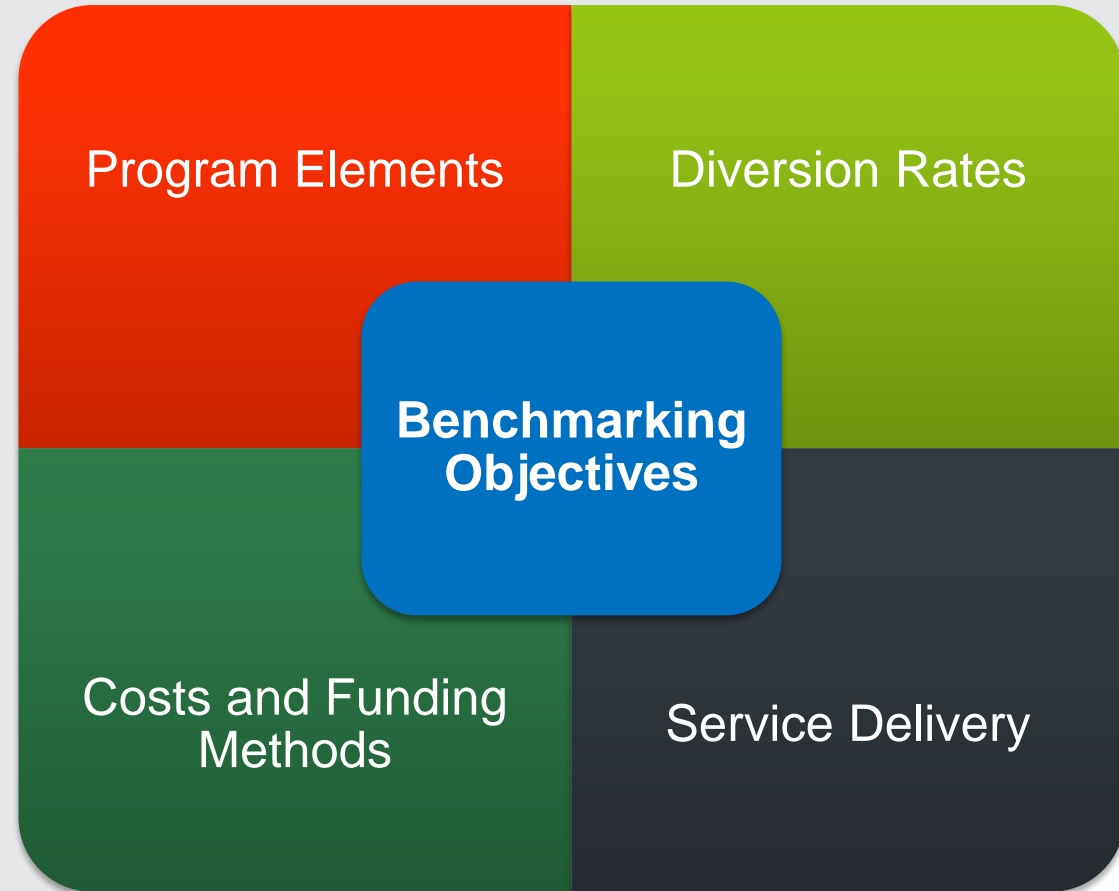 Program Elements
Diversion Rates
Benchmarking
Objectives
Costs and Funding
Methods
Service Delivery